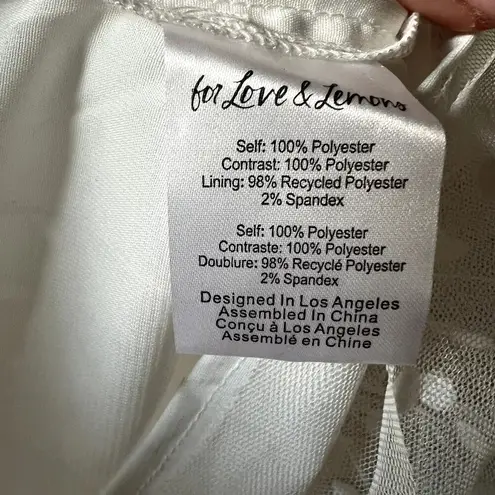 for Love & Lemons
Self: 100% Polyester
Contrast: 100% Polyester
Lining: 98% Recycled Polyester
2% Spandex
Self: 100% Polyester
Contraste: 100% Polyester
Doublure: 98% Recyclé Polyester
2% Spandex
Designed In Los Angeles
Assembled In China
Conçu à Los Angeles
Assemblé en Chine